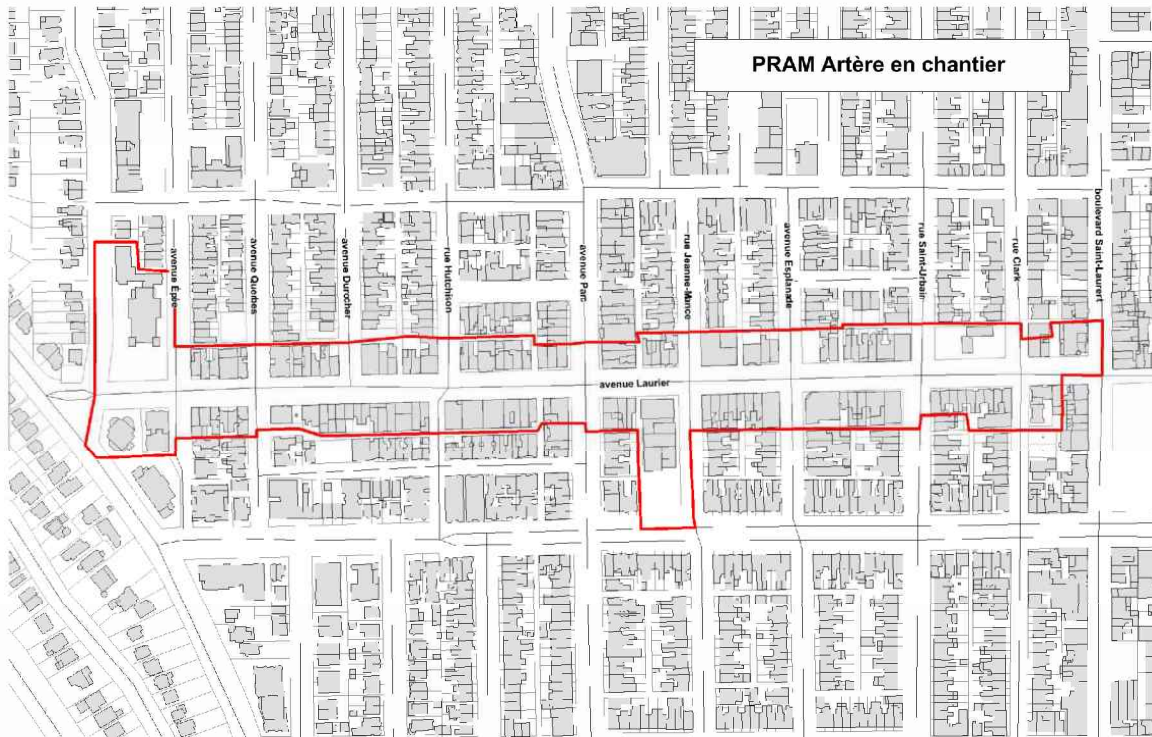 PRAM Artère en chantier
avenue Épée
avenue Querbes
avenue Durocher
rue Hutchison
avenue Parc
rue Jeanne-Mance
avenue Esplanade
rue Saint-Urbain
rue Clark
boulevard Saint-Laurent
avenue Laurier